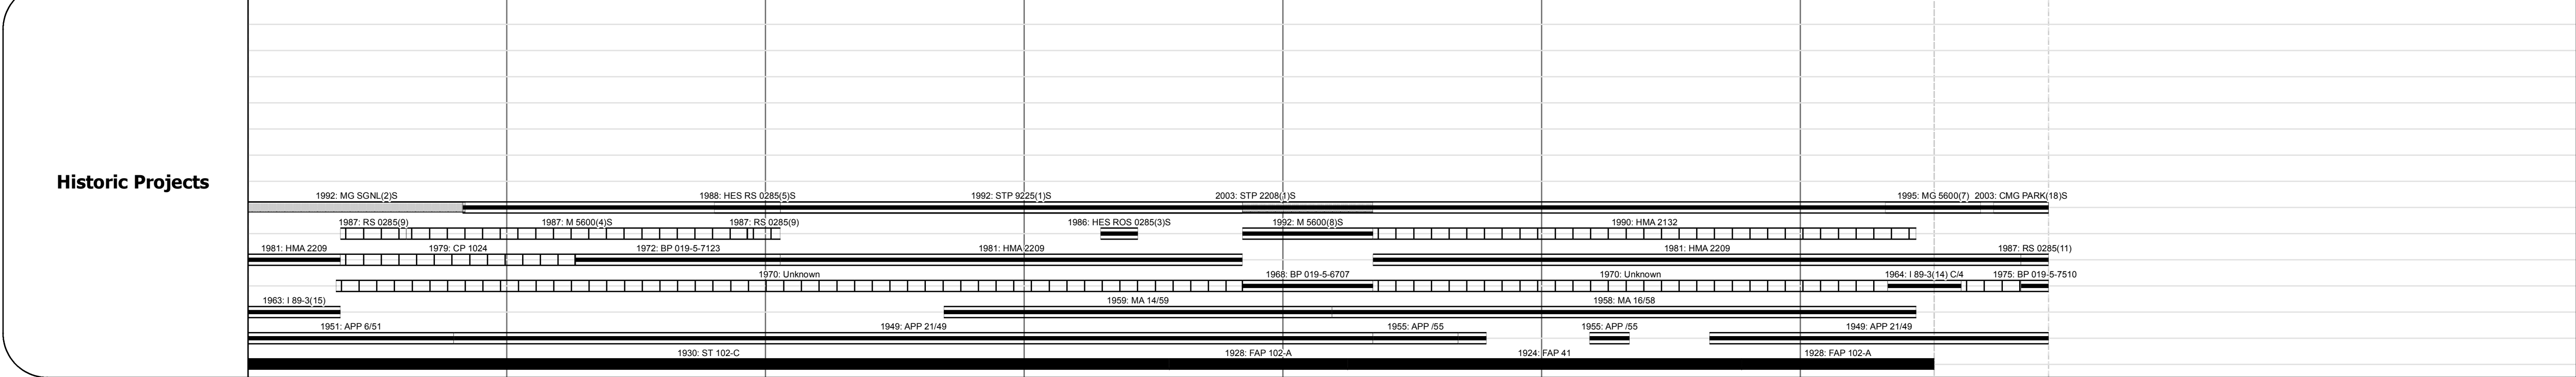 Historic Projects
1992: MG SGNL(2)S 1988: HES RS 0285(5)S 1992: STP 9225(1)S 2003: STP 2208(1)S 1995: MG 5600(7) 2003: CMG PARK(18)S
1987: RS 0285(9) 1987: M 5600(4)S 1987: RS 0285(9) 1986: HES ROS 0285(3)S 1992: M 5600(8)S 1990: HMA 2132
1981: HMA 2209 1979: CP 1024 1972: BP 019-5-7123 1981: HMA 2209 1981: HMA 2209 1987: RS 0285(11)
1970: Unknown 1968: BP 019-5-6707 1970: Unknown 1964: I 89-3(14) C/4 1975: BP 019-5-7510
1963: I 89-3(15) 1959: MA 14/59 1958: MA 16/58
1951: APP 6/51 1949: APP 21/49 1955: APP /55 1955: APP /55 1949: APP 21/49
1930: ST 102-C 1928: FAP 102-A 1924: FAP 41 1928: FAP 102-A